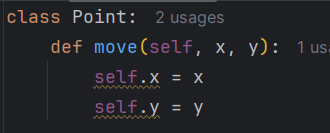 class Point:  2 usages
    def move(self, x, y):  1 usa
        self.x = x
        self.y = y